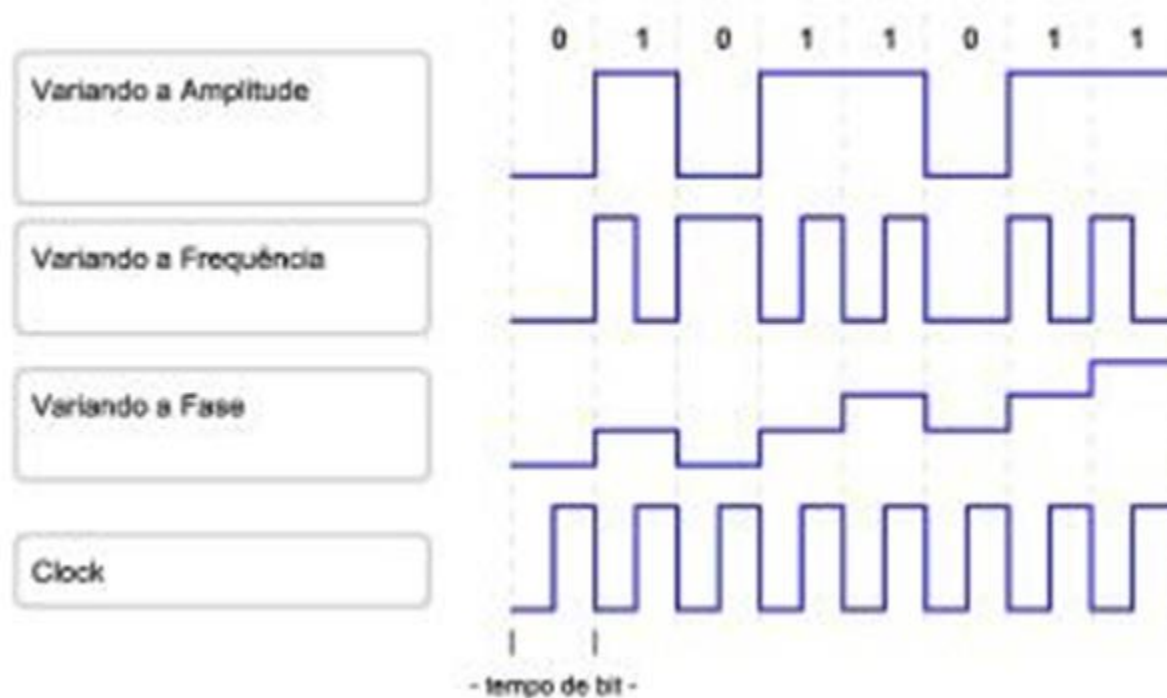 0 1 0 1 1 0 1 1
Variando a Amplitude
Variando a Frequência
Variando a Fase
Clock
- tempo de bit -